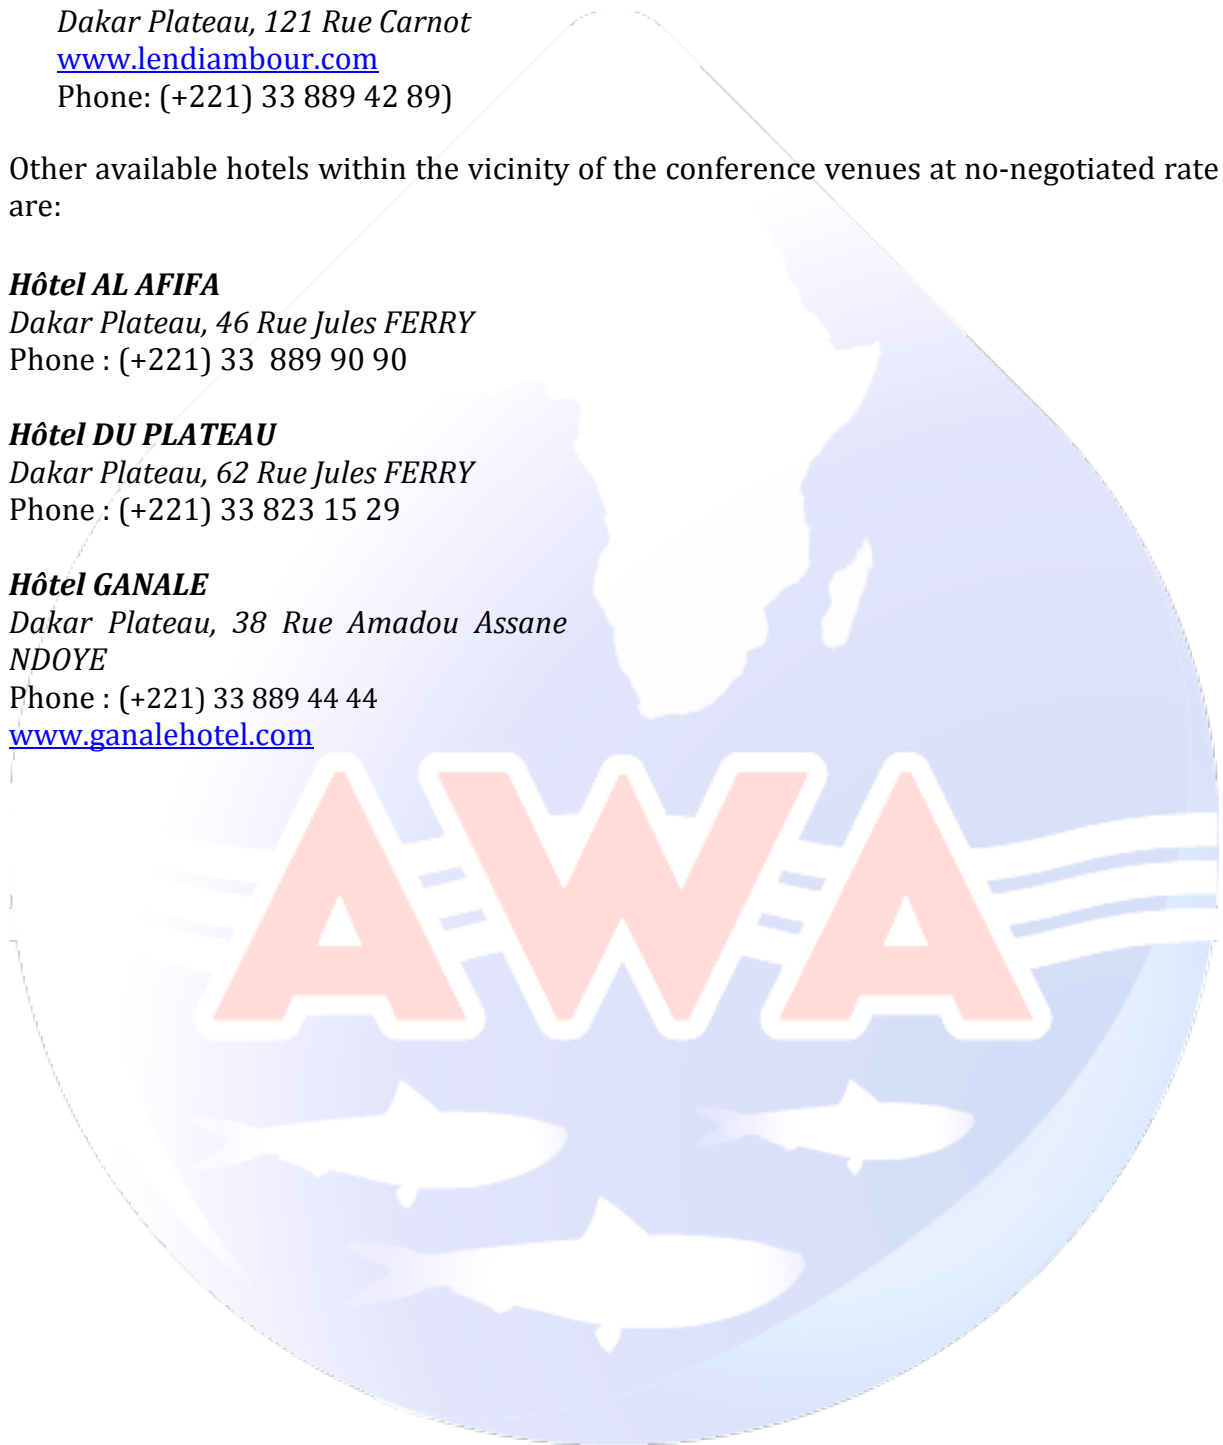 Dakar Plateau, 121 Rue Carnot
www.lendiambour.com
Phone: (+221) 33 889 42 89)
Other available hotels within the vicinity of the conference venues at no-negotiated rate
are:
Hôtel AL AFIFA
Dakar Plateau, 46 Rue Jules FERRY
Phone : (+221) 33  889 90 90
Hôtel DU PLATEAU
Dakar Plateau, 62 Rue Jules FERRY
Phone : (+221) 33 823 15 29
Hôtel GANALE
Dakar Plateau, 38 Rue Amadou Assane
NDOYE
Phone : (+221) 33 889 44 44
www.ganalehotel.com
AWA